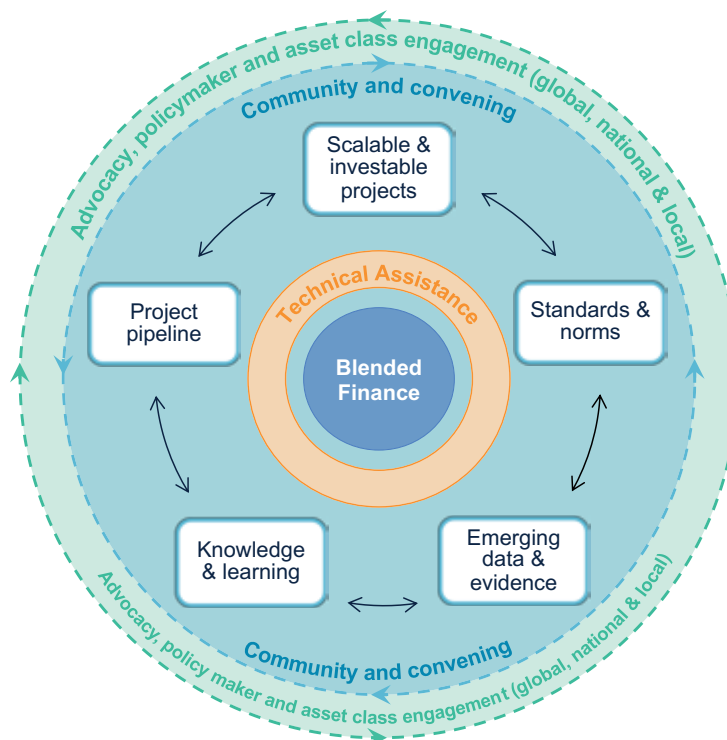 Advocacy, policymaker and asset class engagement (global, national & local)
Community and convening
Scalable &
investable
projects
Technical Assistance
Project
pipeline
Standards &
norms
Blended
Finance
Knowledge
& learning
Emerging
data &
evidence
Community and convening
Advocacy, policy maker and asset class engagement (global, national & local)